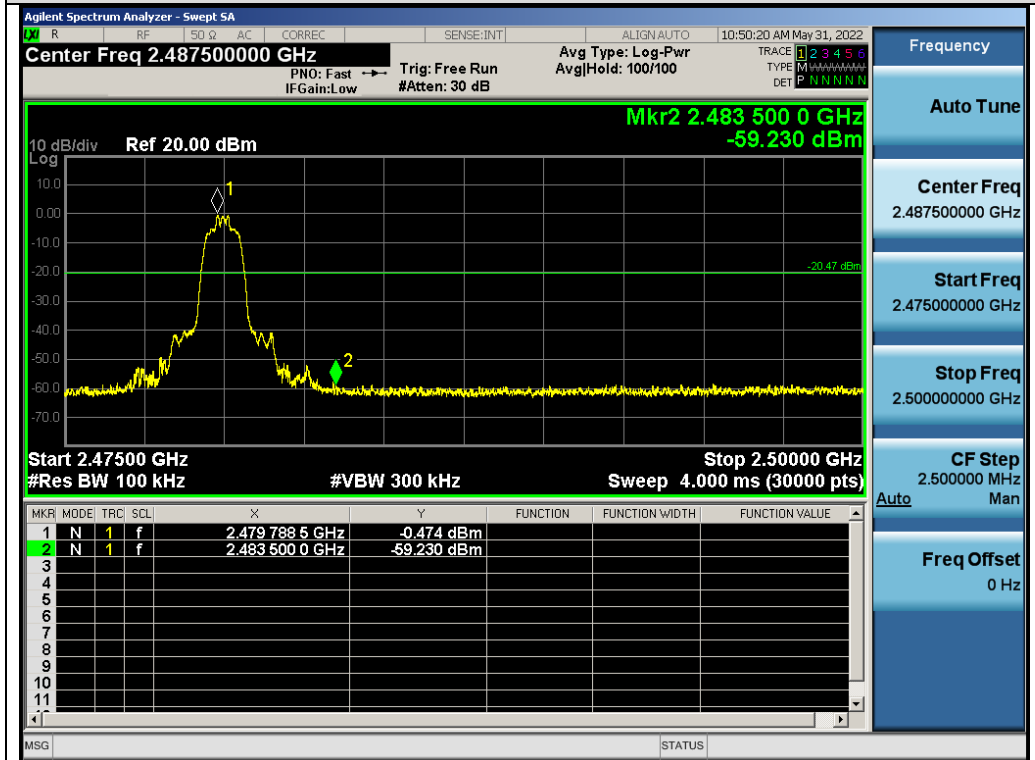 Agilent Spectrum Analyzer - Swept SA
LXI R RF 50 Ω AC CORREC SENSE:INT ALIGN AUTO 10:50:20 AM May 31, 2022
Center Freq 2.487500000 GHz
PNO: Fast
IFGain:Low
Trig: Free Run
#Atten: 30 dB
Avg Type: Log-Pwr
Avg|Hold: 100/100
TRACE 1 2 3 4 5 6
TYPE M WWWWW
DET P N N N N N
Mkr2 2.483 500 0 GHz
-59.230 dBm
10 dB/div Ref 20.00 dBm
Log
10.0
0.00
-10.0
-20.0
-30.0
-40.0
-50.0
-60.0
-70.0
1
2
-20.47 dBm
Start 2.47500 GHz Stop 2.50000 GHz
#Res BW 100 kHz #VBW 300 kHz Sweep 4.000 ms (30000 pts)
MKR MODE TRC SCL X Y FUNCTION FUNCTION WIDTH FUNCTION VALUE
1 N 1 f 2.479 788 5 GHz -0.474 dBm
2 N 1 f 2.483 500 0 GHz -59.230 dBm
3
4
5
6
7
8
9
10
11
MSG STATUS
Frequency
Auto Tune
Center Freq
2.487500000 GHz
Start Freq
2.475000000 GHz
Stop Freq
2.500000000 GHz
CF Step
2.500000 MHz
Auto Man
Freq Offset
0 Hz